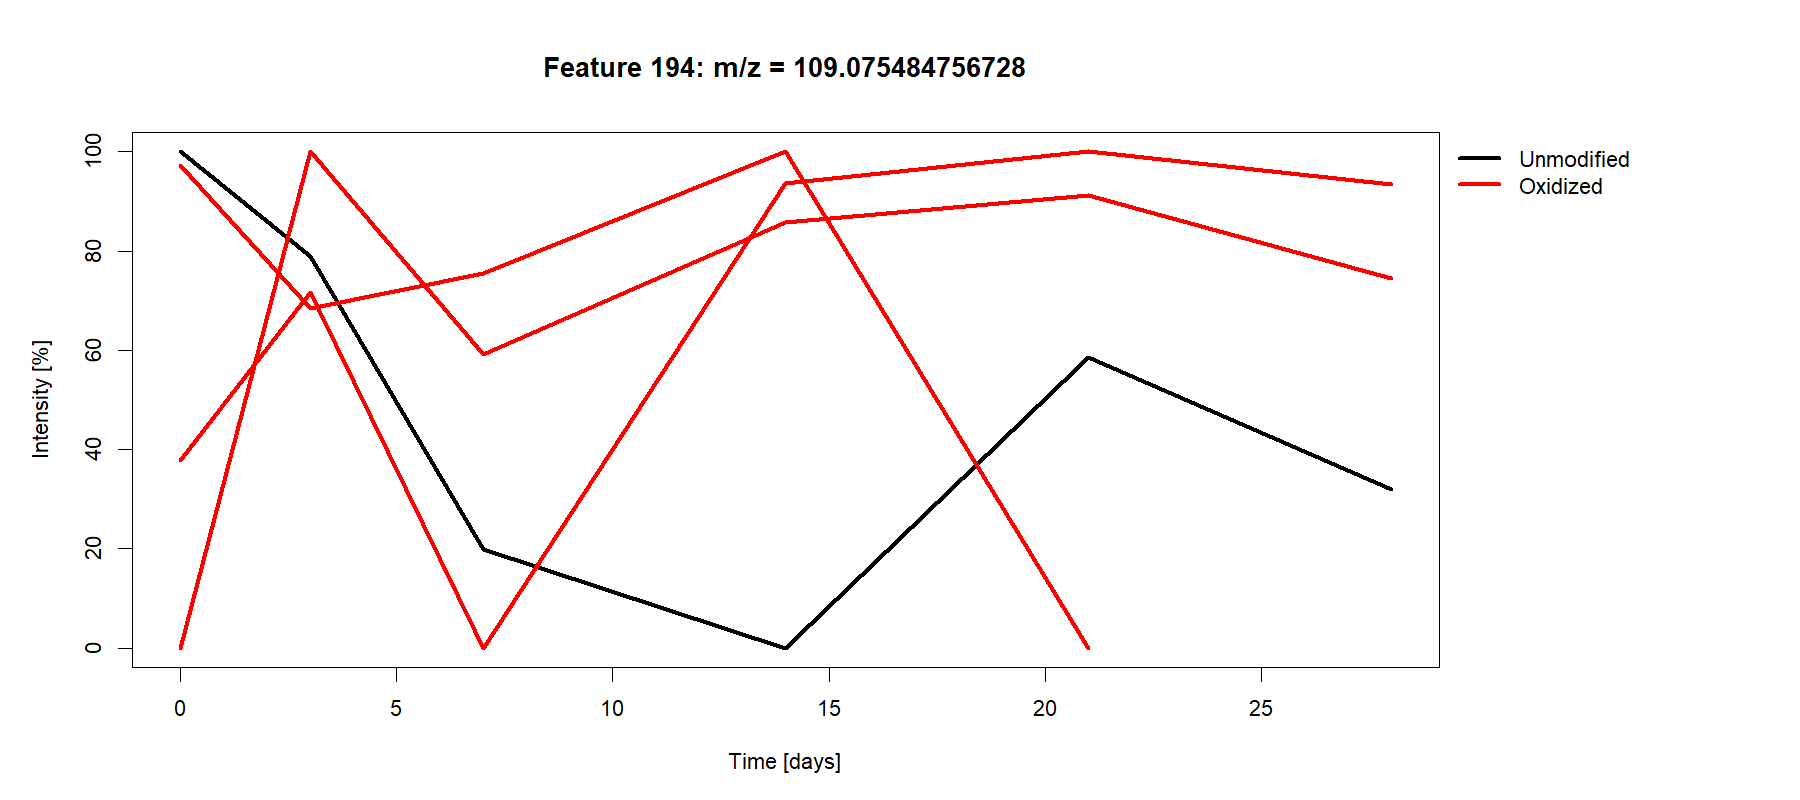 Feature 194: m/z = 109.075484756728
Unmodified
Oxidized
Intensity [%]
100
80
60
40
20
0
0 5 10 15 20 25
Time [days]